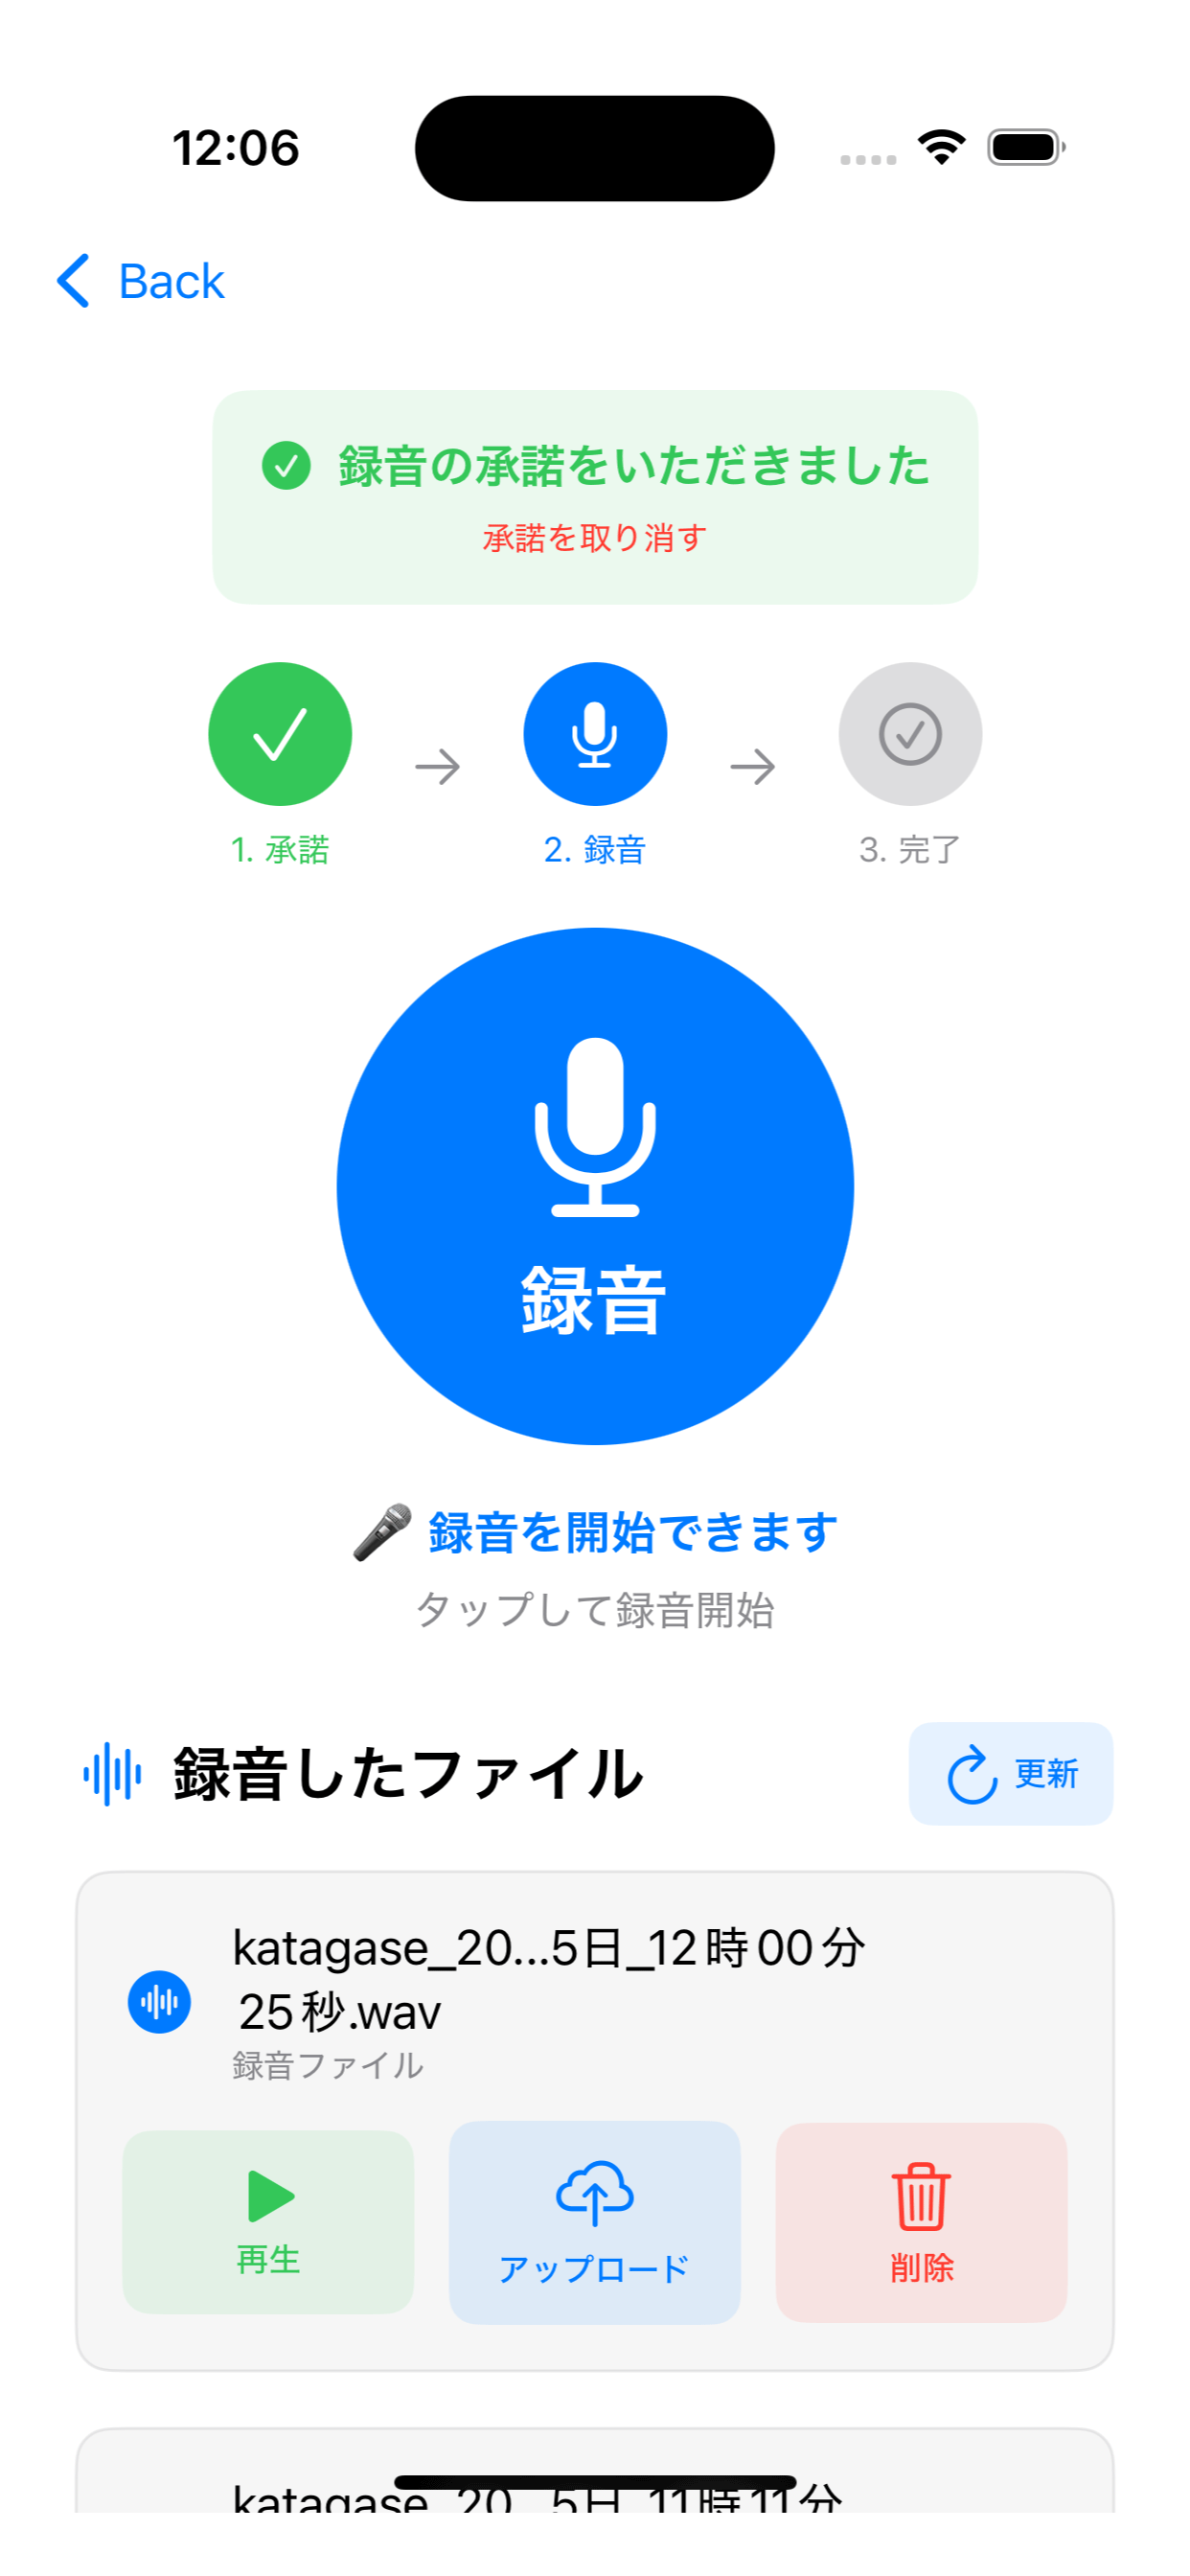 12:06
Back
録音の承諾をいただきました
承諾を取り消す
1. 承諾
2. 録音
3. 完了
録音
録音を開始できます
タップして録音開始
録音したファイル
更新
katagase_20...5日_12時00分
25秒.wav
録音ファイル
再生
アップロード
削除
katagase_20...5日_11時11分